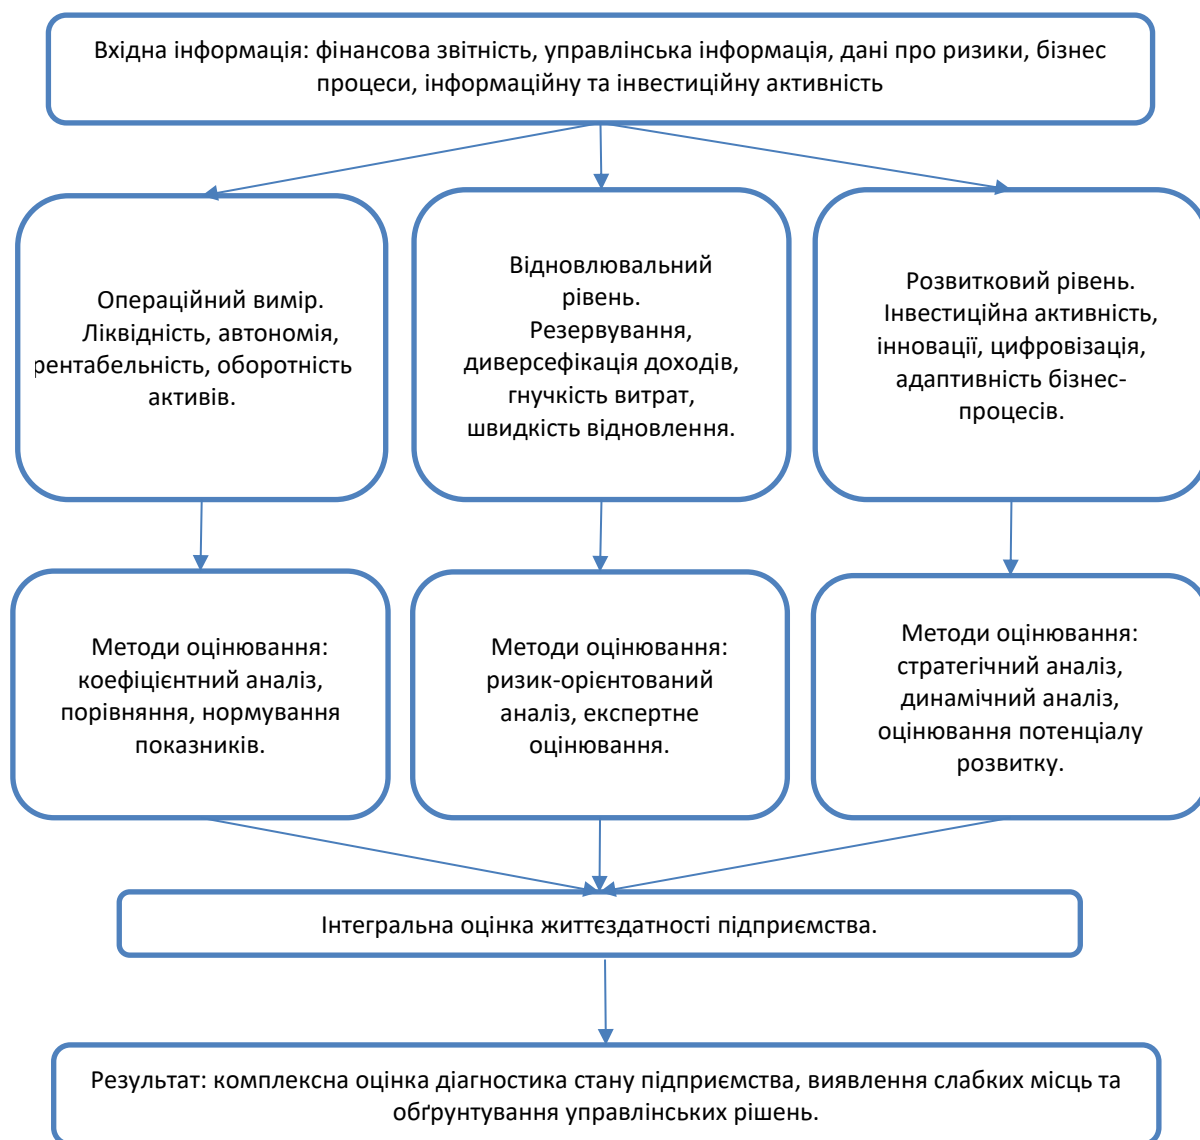 Вхідна інформація: фінансова звітність, управлінська інформація, дані про ризики, бізнес
процеси, інформаційну та інвестиційну активність
Операційний вимір.
Ліквідність, автономія,
рентабельність, оборотність
активів.
Відновлювальний
рівень.
Резервування,
диверсефікація доходів,
гнучкість витрат,
швидкість відновлення.
Розвитковий рівень.
Інвестиційна активність,
інновації, цифровізація,
адаптивність бізнес-
процесів.
Методи оцінювання:
коефіцієнтний аналіз,
порівняння, нормування
показників.
Методи оцінювання:
ризик-орієнтований
аналіз, експертне
оцінювання.
Методи оцінювання:
стратегічний аналіз,
динамічний аналіз,
оцінювання потенціалу
розвитку.
Інтегральна оцінка життєздатності підприємства.
Результат: комплексна оцінка діагностика стану підприємства, виявлення слабких місць та
обґрунтування управлінських рішень.